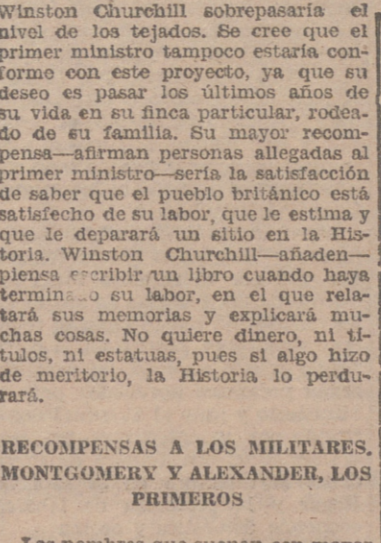 Winston Churchill sobrepasaría el
nivel de los tejados. Se cree que el
primer ministro tampoco estaría con-
forme con este proyecto, ya que su
deseo es pasar los últimos años de
su vida en su finca particular, rodea-
do de su familia. Su mayor recom-
pensa—afirman personas allegadas al
primer ministro—sería la satisfacción
de saber que el pueblo británico está
satisfecho de su labor, que le estima y
que le deparará un sitio en la His-
toria. Winston Churchill—añaden—
piensa escribir un libro cuando haya
terminado su labor, en el que rela-
tará sus memorias y explicará mu-
chas cosas. No quiere dinero, ni tí-
tulos, ni estatuas, pues si algo hizo
de meritorio, la Historia lo perdu-
rará.
RECOMPENSAS A LOS MILITARES.
MONTGOMERY Y ALEXANDER, LOS
PRIMEROS